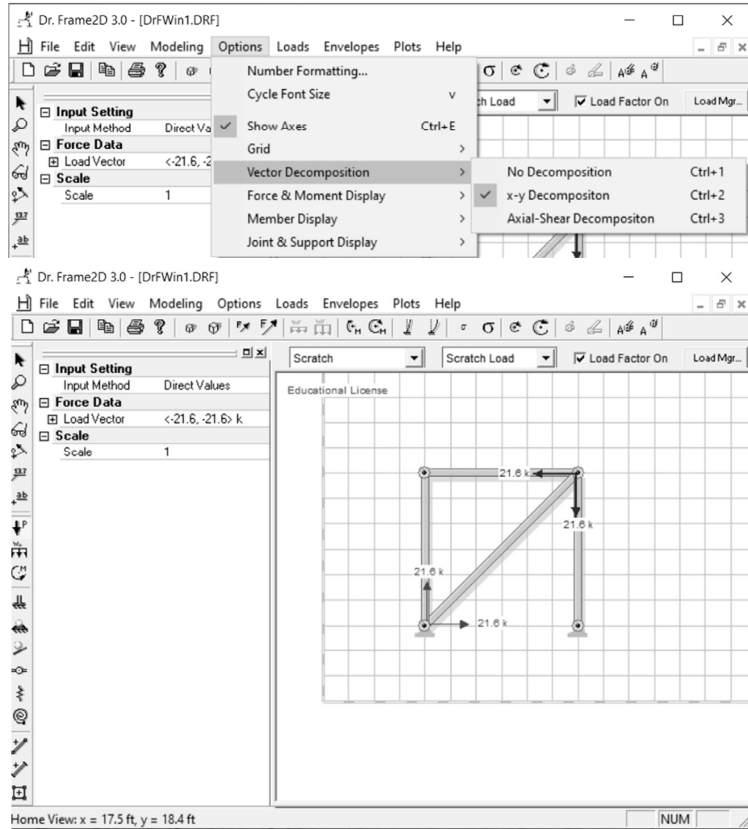 Dr. Frame2D 3.0 - [DrFWin1.DRF]
File Edit View Modeling Options Loads Envelopes Plots Help
Number Formatting...
Cycle Font Size v
ch Load Load Factor On Load Mgr...
Input Setting
Show Axes Ctrl+E
Input Method Direct Va
Force Data
Grid
Load Vector <-21.6, -2
Vector Decomposition No Decomposition Ctrl+1
Scale
Scale 1
Force & Moment Display x-y Decompositon Ctrl+2
Member Display Axial-Shear Decompositon Ctrl+3
Joint & Support Display
Dr. Frame2D 3.0 - [DrFWin1.DRF]
File Edit View Modeling Options Loads Envelopes Plots Help
Scratch Scratch Load Load Factor On Load Mgr...
Input Setting
Input Method Direct Values
Force Data
Load Vector <-21.6, -21.6> k
Scale
Scale 1
Educational License
21.6 k
21.6 k
21.6 k
21.6 k
Home View: x = 17.5 ft, y = 18.4 ft NUM